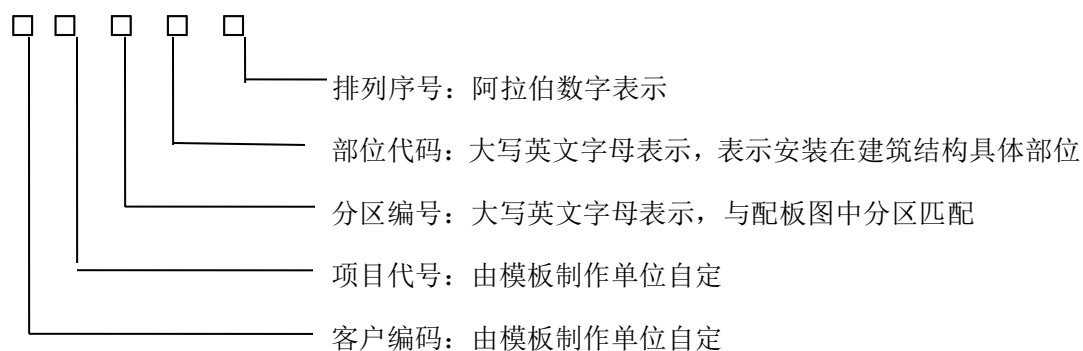 排列序号：阿拉伯数字表示
部位代码：大写英文字母表示，表示安装在建筑结构具体部位
分区编号：大写英文字母表示，与配板图中分区匹配
项目代号：由模板制作单位自定
客户编码：由模板制作单位自定